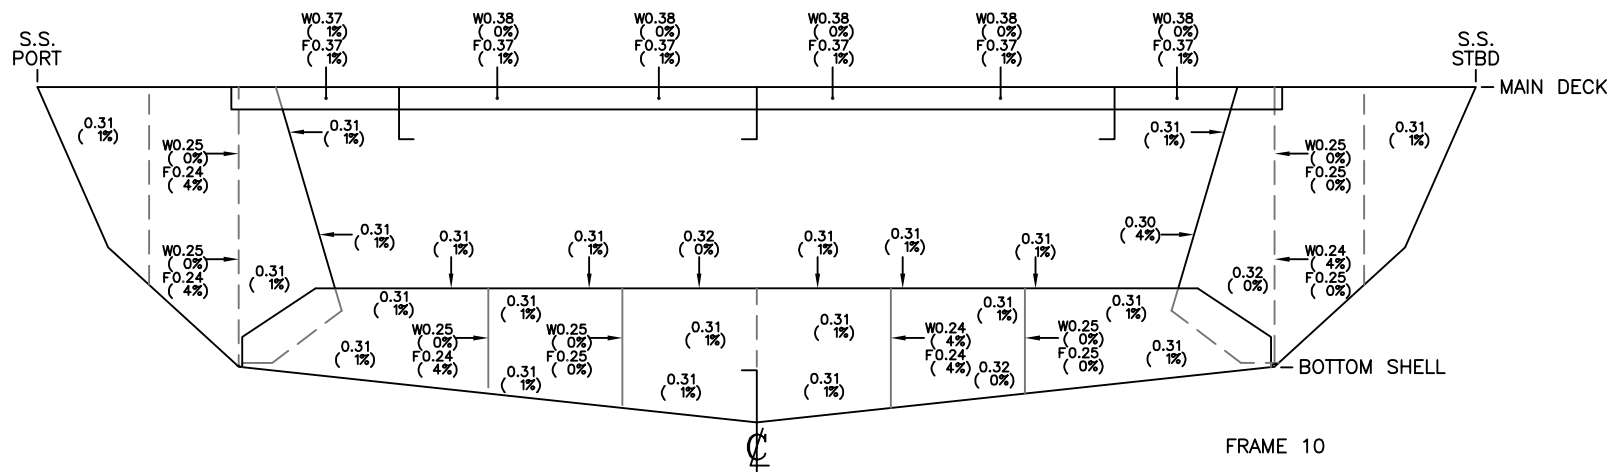 W0.37
( 1%)
F0.37
( 1%)
W0.38
( 0%)
F0.37
( 1%)
W0.38
( 0%)
F0.37
( 1%)
W0.38
( 0%)
F0.37
( 1%)
W0.38
( 0%)
F0.37
( 1%)
W0.38
( 0%)
F0.37
( 1%)
S.S.
PORT
S.S.
STBD
MAIN DECK
0.31
( 1%)
W0.25
( 0%)
F0.24
( 4%)
0.31
( 1%)
0.31
( 1%)
W0.25
( 0%)
F0.25
( 0%)
0.31
( 1%)
W0.25
( 0%)
F0.24
( 4%)
0.31
( 1%)
0.31
( 1%)
0.31
( 1%)
0.31
( 1%)
0.32
( 0%)
0.31
( 1%)
0.31
( 1%)
0.31
( 1%)
0.30
( 4%)
0.32
( 0%)
W0.24
( 4%)
F0.25
( 0%)
0.31
( 1%)
0.31
( 1%)
0.31
( 1%)
0.31
( 1%)
W0.25
( 0%)
F0.24
( 4%)
W0.25
( 0%)
F0.25
( 0%)
0.31
( 1%)
0.31
( 1%)
W0.24
( 4%)
F0.24
( 4%)
W0.25
( 0%)
F0.25
( 0%)
0.31
( 1%)
0.31
( 1%)
0.31
( 1%)
0.31
( 1%)
0.31
( 1%)
0.32
( 0%)
BOTTOM SHELL
℄
FRAME 10